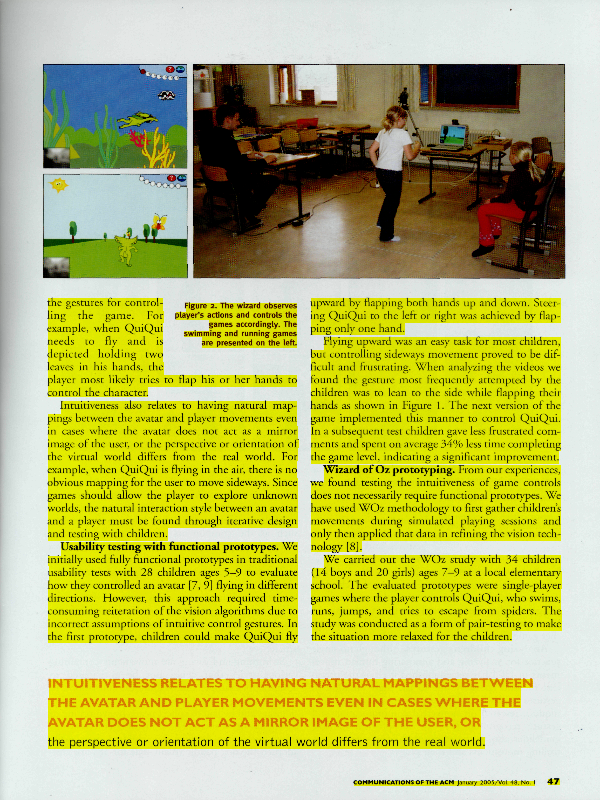 the gestures for control-
ling the game. For
example, when QuiQui
needs to fly and is
depicted holding two
leaves in his hands, the
player most likely tries to flap his or her hands to
control the character.
Intuitiveness also relates to having natural map-
pings between the avatar and player movements even
in cases where the avatar does not act as a mirror
image of the user, or the perspective or orientation of
the virtual world differs from the real world. For
example, when QuiQui is flying in the air, there is no
obvious mapping for the user to move sideways. Since
games should allow the player to explore unknown
worlds, the natural interaction style between an avatar
and a player must be found through iterative design
and testing with children.
Usability testing with functional prototypes. We
initially used fully functional prototypes in traditional
usability tests with 28 children ages 5–9 to evaluate
how they controlled an avatar [7, 9] flying in different
directions. However, this approach required time-
consuming reiteration of the vision algorithms due to
incorrect assumptions of intuitive control gestures. In
the first prototype, children could make QuiQui fly
Figure 2. The wizard observes
player's actions and controls the
games accordingly. The
swimming and running games
are presented on the left.
upward by flapping both hands up and down. Steer-
ing QuiQui to the left or right was achieved by flap-
ping only one hand.
Flying upward was an easy task for most children,
but controlling sideways movement proved to be dif-
ficult and frustrating. When analyzing the videos we
found the gesture most frequently attempted by the
children was to lean to the side while flapping their
hands as shown in Figure 1. The next version of the
game implemented this manner to control QuiQui.
In a subsequent test children gave less frustrated com-
ments and spent on average 34% less time completing
the game level, indicating a significant improvement.
Wizard of Oz prototyping. From our experiences,
we found testing the intuitiveness of game controls
does not necessarily require functional prototypes. We
have used WOz methodology to first gather children's
movements during simulated playing sessions and
only then applied that data in refining the vision tech-
nology [8].
We carried out the WOz study with 34 children
(14 boys and 20 girls) ages 7–9 at a local elementary
school. The evaluated prototypes were single-player
games where the player controls QuiQui, who swims,
runs, jumps, and tries to escape from spiders. The
study was conducted as a form of pair-testing to make
the situation more relaxed for the children.
INTUITIVENESS RELATES TO HAVING NATURAL MAPPINGS BETWEEN
THE AVATAR AND PLAYER MOVEMENTS EVEN IN CASES WHERE THE
AVATAR DOES NOT ACT AS A MIRROR IMAGE OF THE USER, OR
the perspective or orientation of the virtual world differs from the real world.
COMMUNICATIONS OF THE ACM January 2005/Vol. 48, No. 1 47